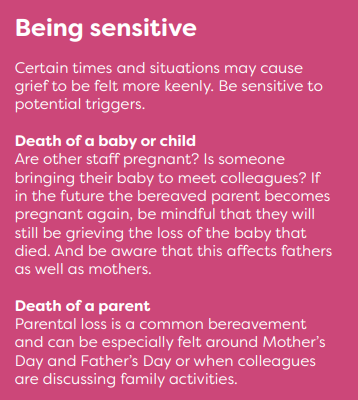 Being sensitive
Certain times and situations may cause
grief to be felt more keenly. Be sensitive to
potential triggers.
Death of a baby or child
Are other staff pregnant? Is someone
bringing their baby to meet colleagues? If
in the future the bereaved parent becomes
pregnant again, be mindful that they will
still be grieving the loss of the baby that
died. And be aware that this affects fathers
as well as mothers.
Death of a parent
Parental loss is a common bereavement
and can be especially felt around Mother’s
Day and Father’s Day or when colleagues
are discussing family activities.